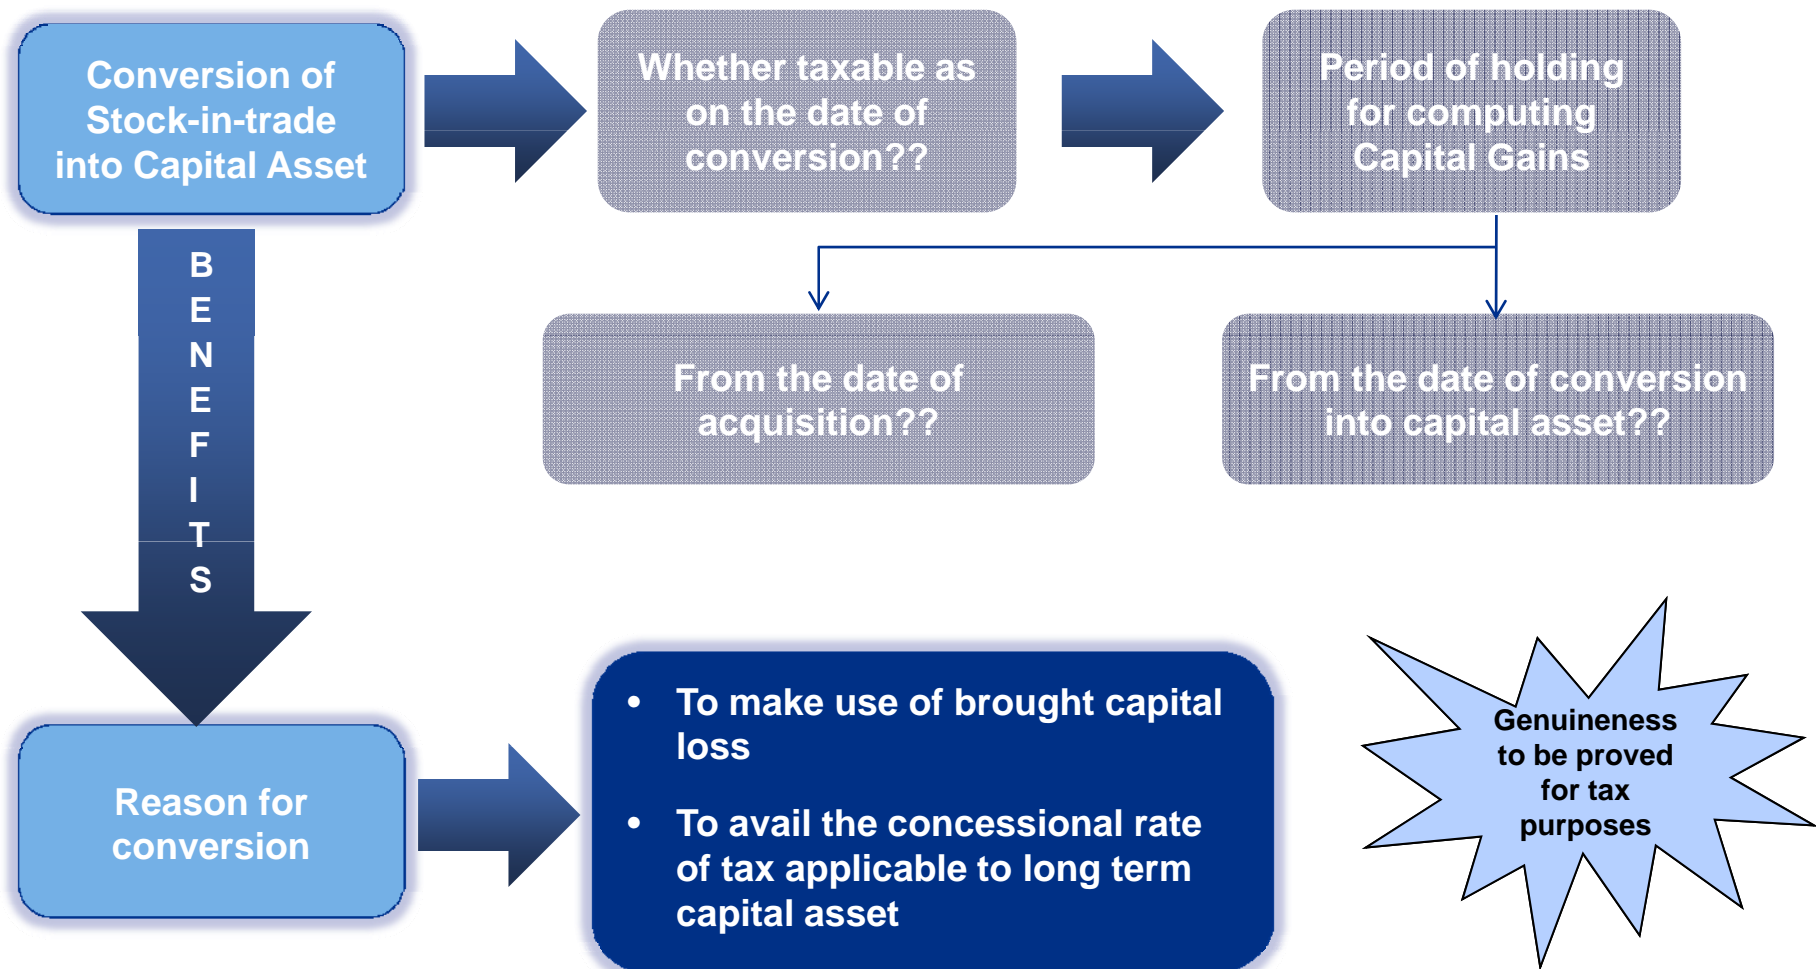 Conversion of
Stock-in-trade
into Capital Asset
Whether taxable as
on the date of
conversion??
Period of holding
for computing
Capital Gains
B
E
N
E
F
I
T
S
From the date of
acquisition??
From the date of conversion
into capital asset??
Reason for
conversion
• To make use of brought capital
loss
• To avail the concessional rate
of tax applicable to long term
capital asset
Genuineness
to be proved
for tax
purposes